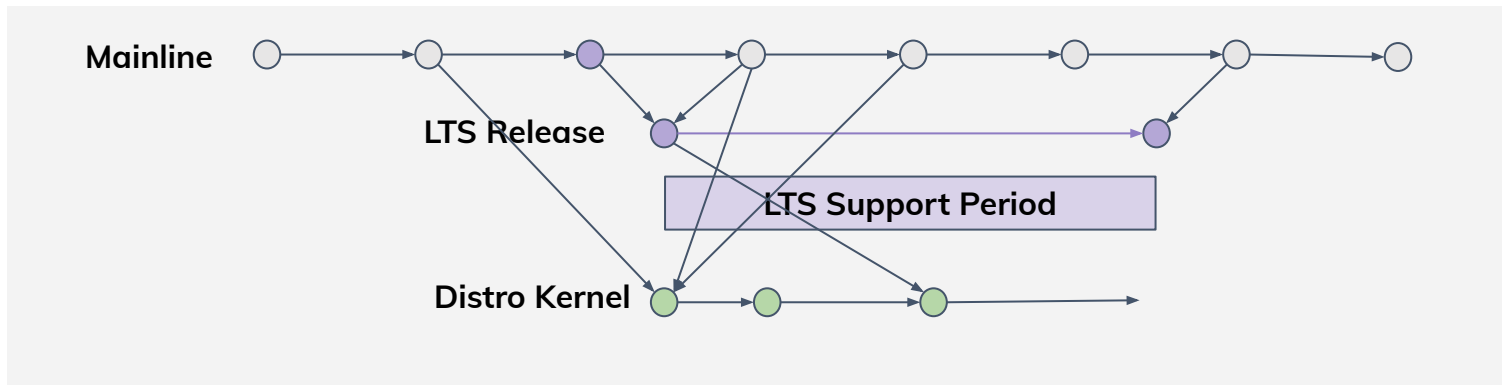 Mainline
LTS Release
LTS Support Period
Distro Kernel